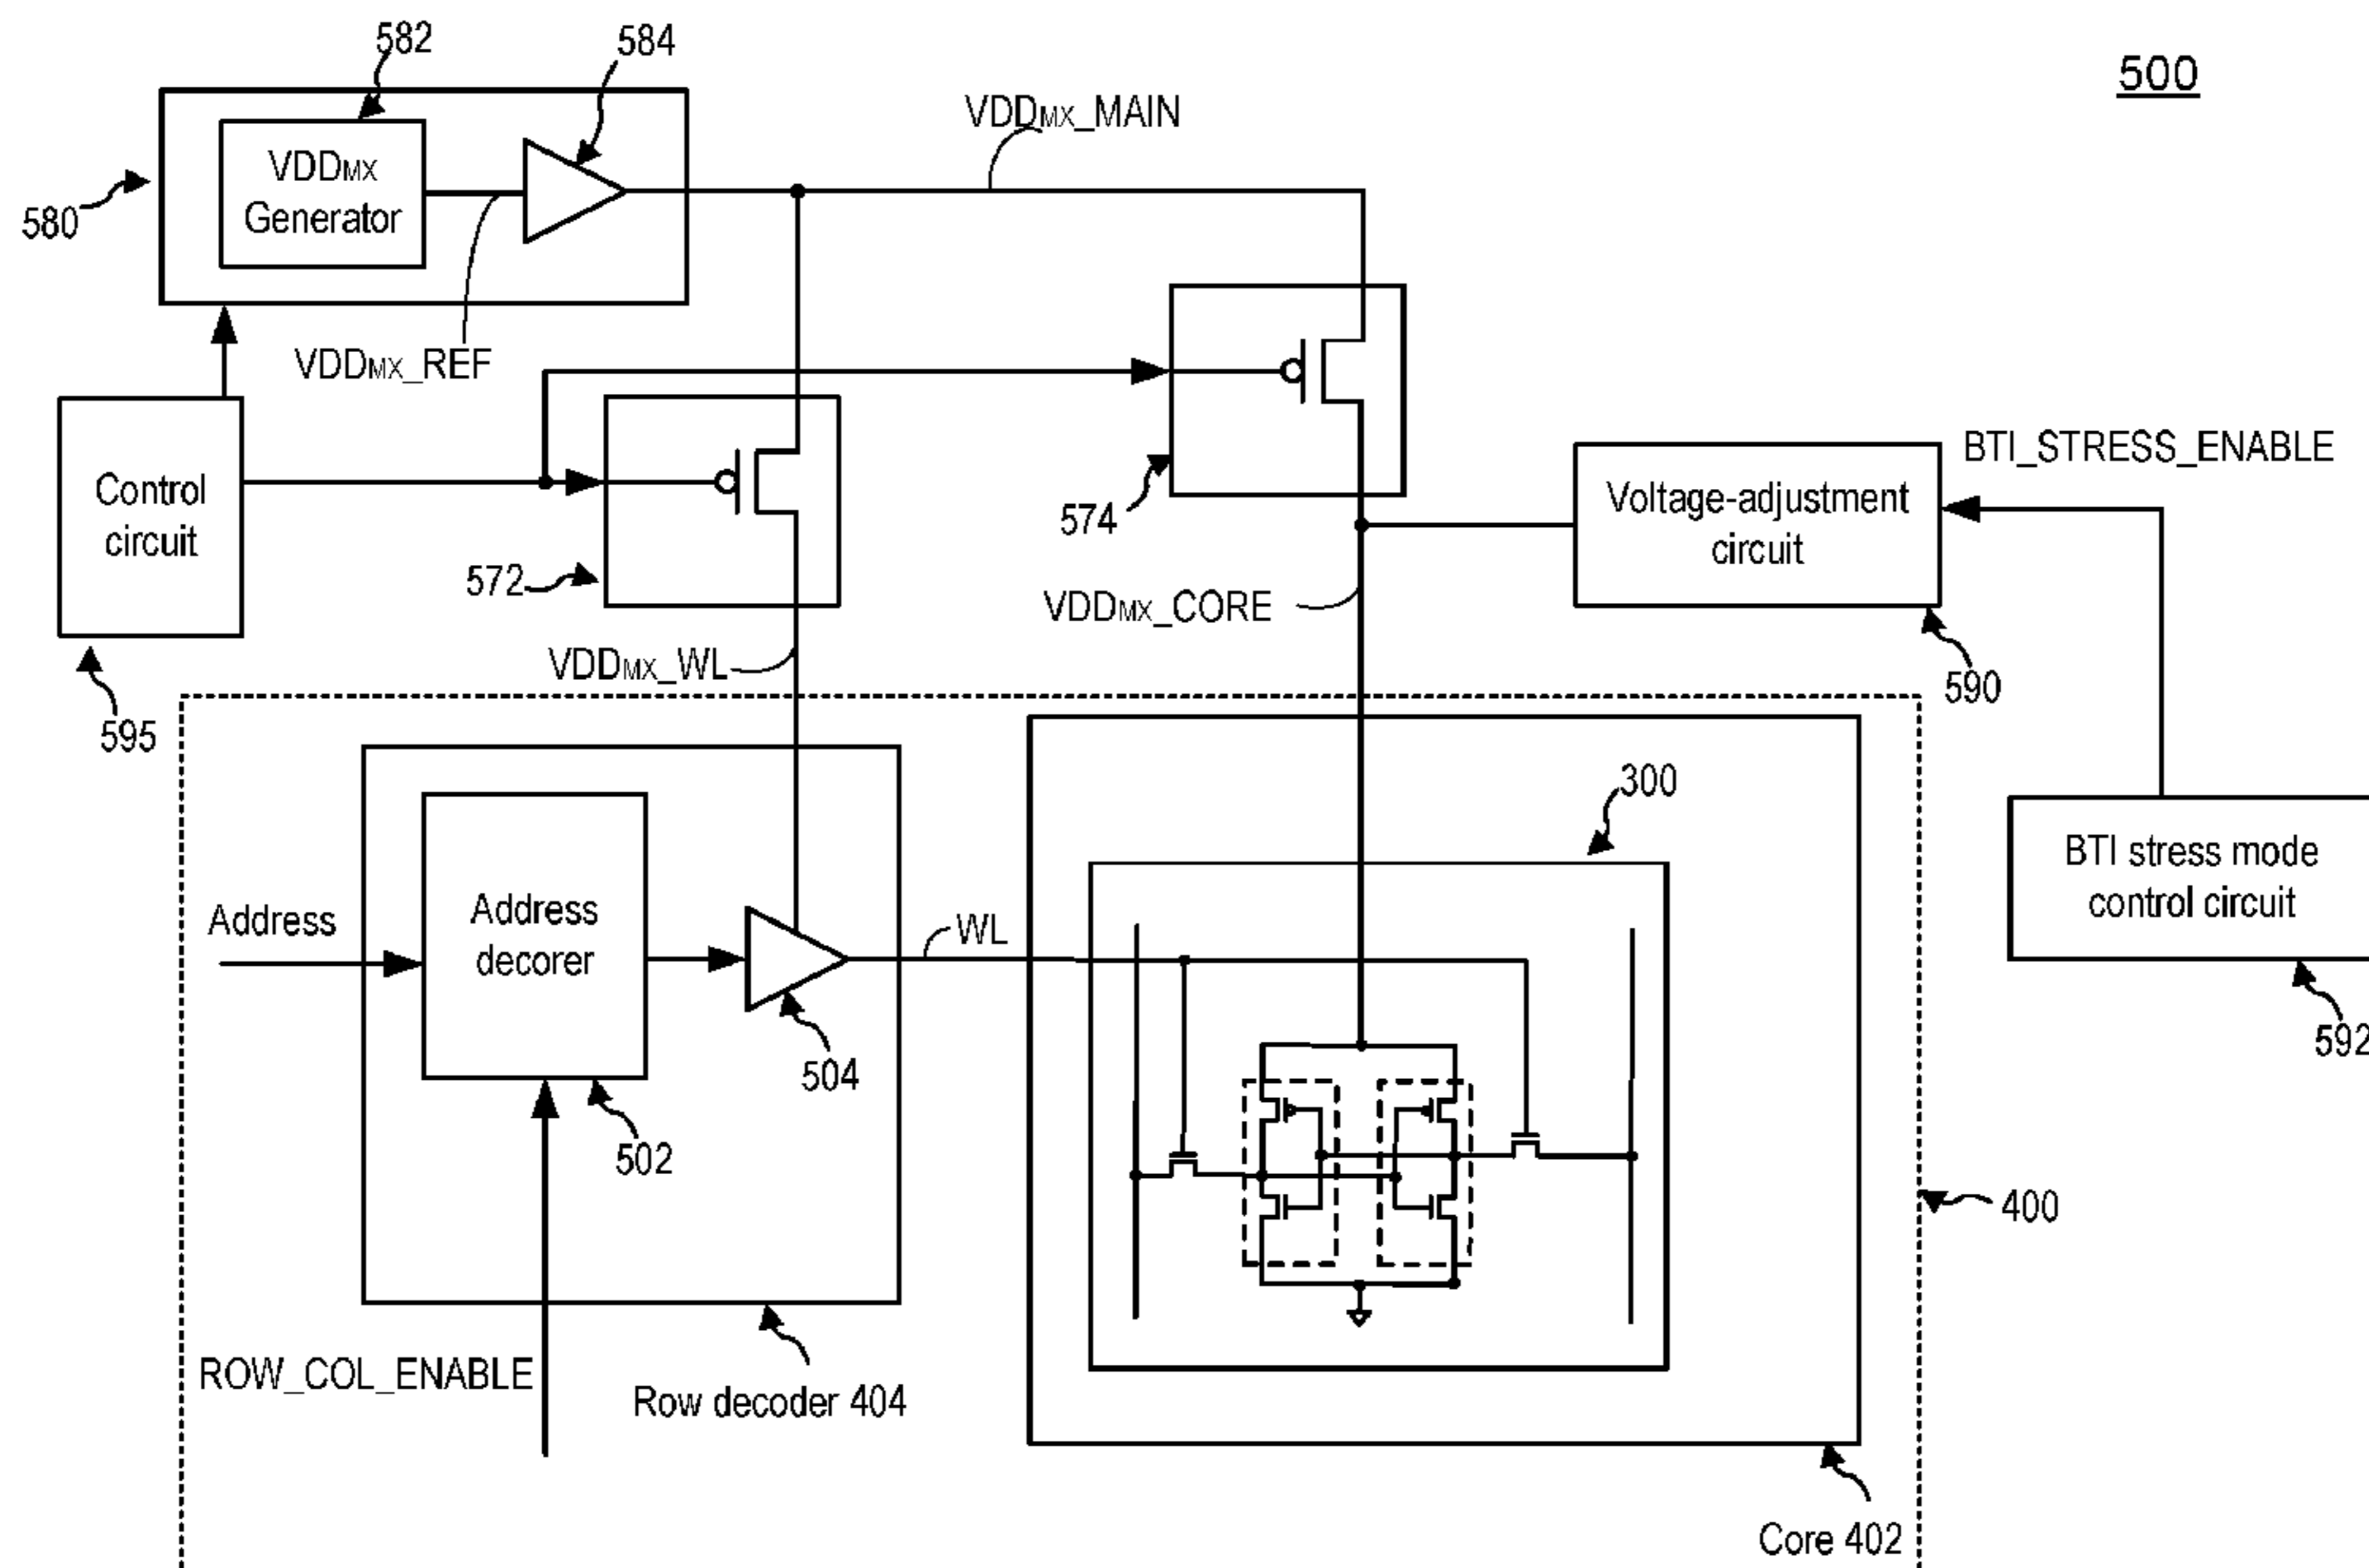 582
584
500
VDDMX_MAIN
VDDMX
Generator
580
VDDMX_REF
BTI_STRESS_ENABLE
Control
circuit
Voltage-adjustment
circuit
574
572
VDDMX_CORE
VDDMX_WL
590
595
300
BTI stress mode
control circuit
Address
Address
decorer
WL
592
504
502
400
ROW_COL_ENABLE
Row decoder 404
Core 402